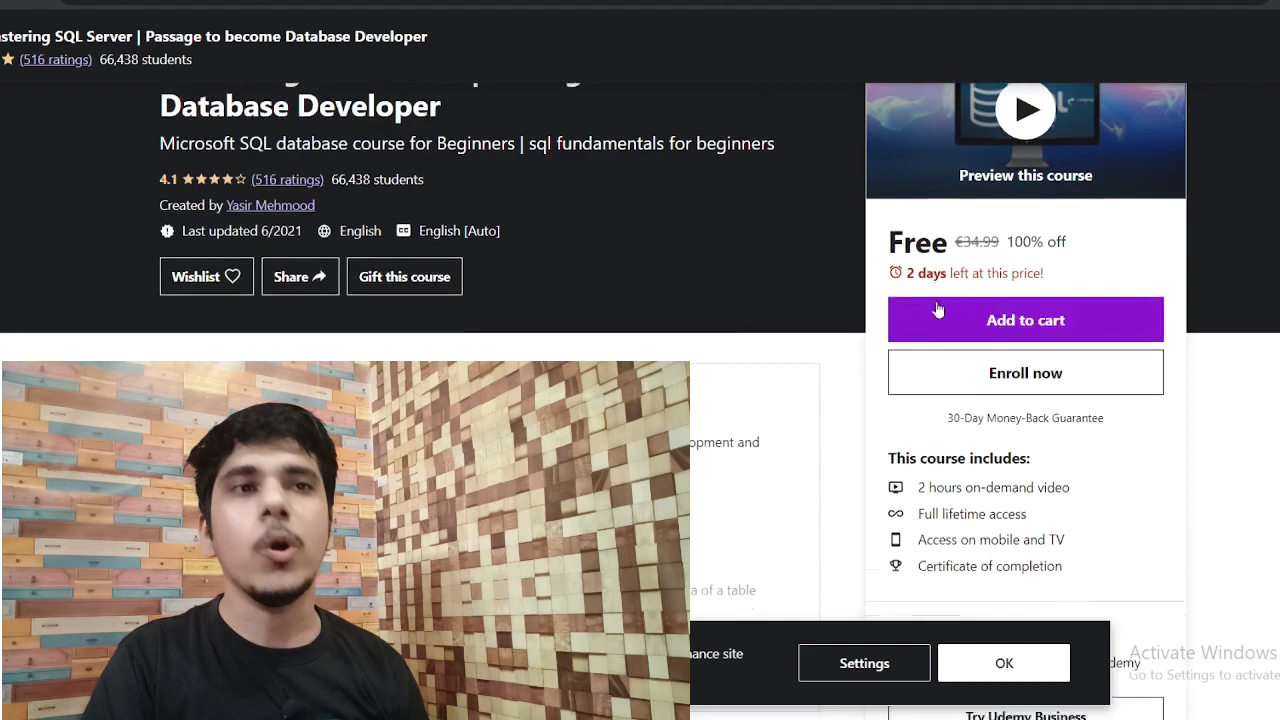 stering SQL Server | Passage to become Database Developer
(516 ratings) 66,438 students
Database Developer
Microsoft SQL database course for Beginners | sql fundamentals for beginners
4.1 (516 ratings) 66,438 students
Created by Yasir Mehmood
Last updated 6/2021 English English [Auto]
Wishlist Share Gift this course
Preview this course
Free €34.99 100% off
2 days left at this price!
Add to cart
Enroll now
30-Day Money-Back Guarantee
This course includes:
2 hours on-demand video
Full lifetime access
Access on mobile and TV
Certificate of completion
opment and
a of a table
nance site
Settings
OK
demy
Try Udemy Business
Activate Windows
Go to Settings to activate